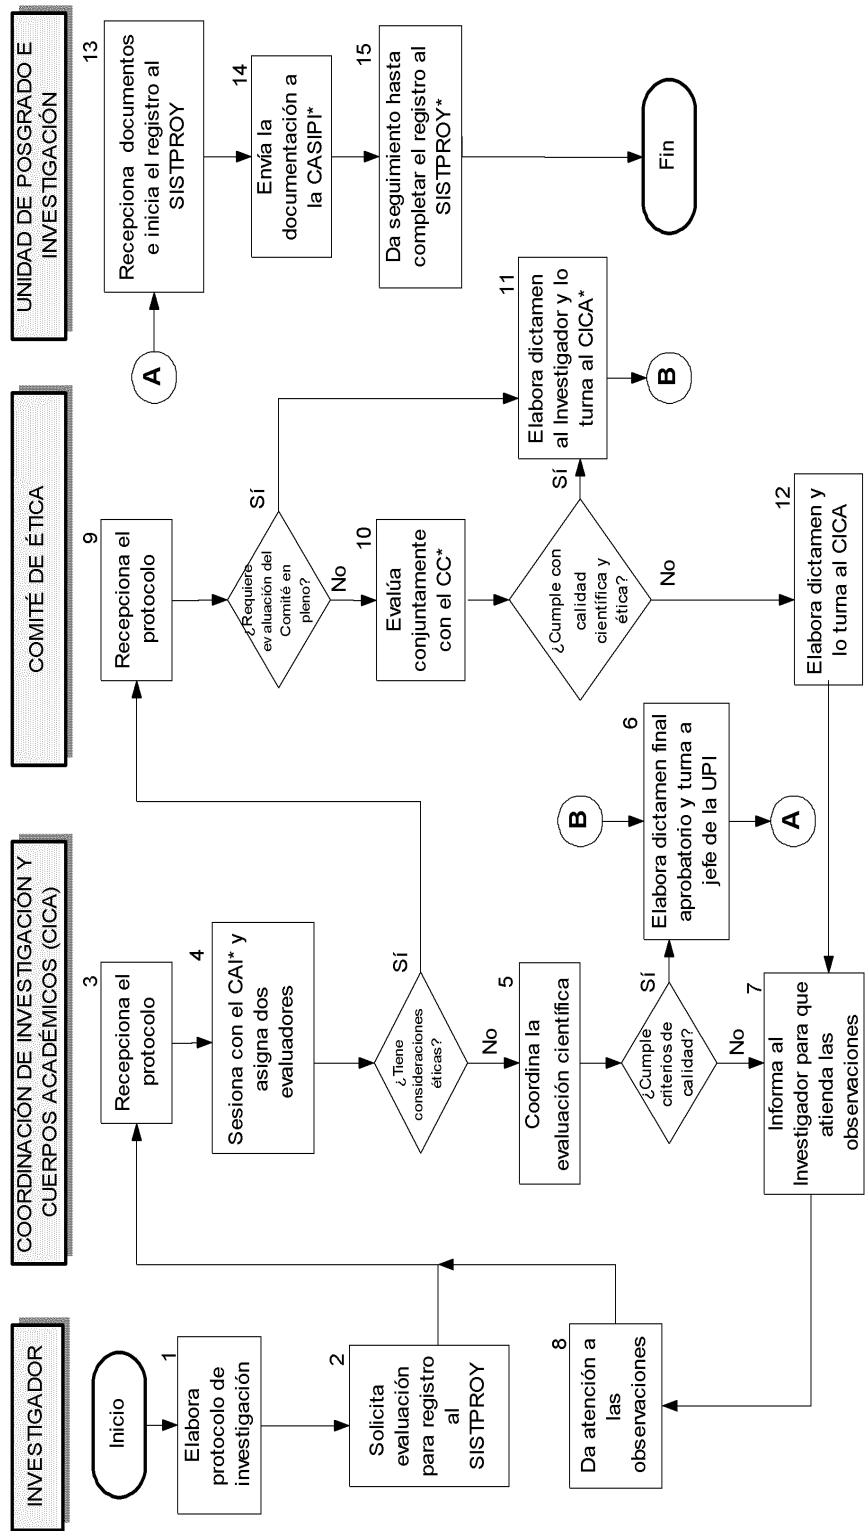 INVESTIGADOR
Inicio
1
Elabora
protocolo de
investigación
2
Solicita
evaluación
para registro
al
SISTPROY
8
Da atención a
las
observaciones
COORDINACIÓN DE INVESTIGACIÓN Y
CUERPOS ACADÉMICOS (CICA)
3
Recepciona el
protocolo
4
Sesiona con el CAI* y
asigna dos
evaluadores
¿Tiene
consideraciones
éticas?
Sí
No
5
Coordina la
evaluación científica
¿Cumple
criterios de
calidad?
Sí
No
B
6
Elabora dictamen final
aprobatorio y turna a
jefe de la UPI
A
7
Informa al
Investigador para que
atienda las
observaciones
COMITÉ DE ÉTICA
9
Recepciona el
protocolo
¿Requiere
ev aluación del
Comité en
pleno?
Sí
No
10
Evalúa
conjuntamente
con el CC*
¿Cumple con
calidad
científica y
ética?
Sí
No
11
Elabora dictamen
al Investigador y lo
turna al CICA*
B
12
Elabora dictamen y
lo turna al CICA
UNIDAD DE POSGRADO E
INVESTIGACIÓN
A
13
Recepciona documentos
e inicia el registro al
SISTPROY
14
Envía la
documentación a
la CASIPI*
15
Da seguimiento hasta
completar el registro al
SISTPROY*
Fin